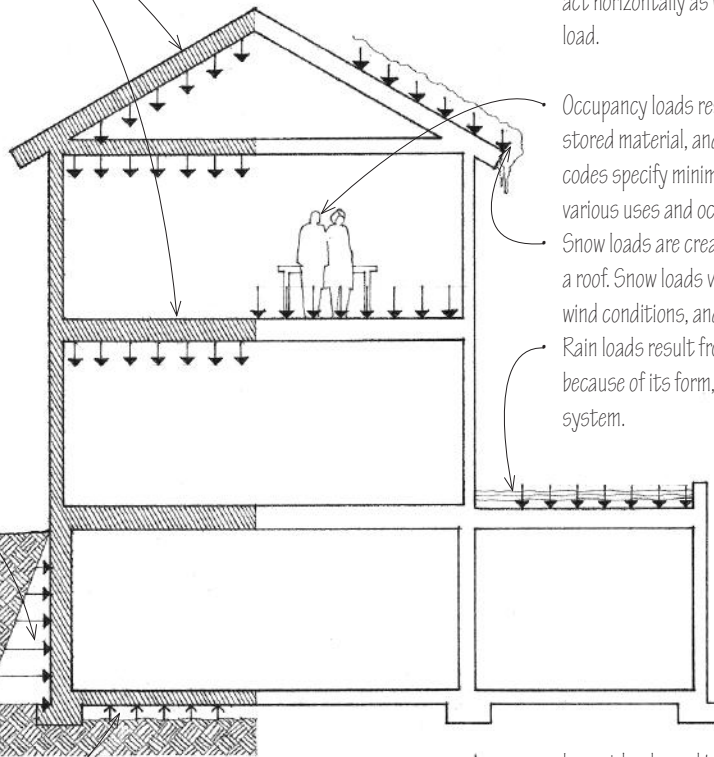 act horizontally as
load.
Occupancy loads re
stored material, and
codes specify minim
various uses and oc
Snow loads are crea
a roof. Snow loads v
wind conditions, and
Rain loads result fro
because of its form,
system.